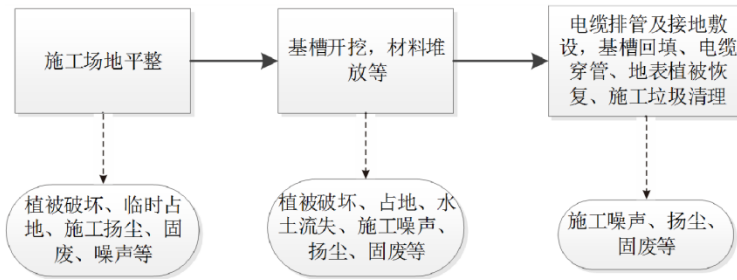 施工场地平整
基槽开挖，材料堆
放等
电缆排管及接地敷
设，基槽回填、电缆
穿管、地表植被恢
复、施工垃圾清理
植被破坏、临时占
地、施工扬尘、固
废、噪声等
植被破坏、占地、水
土流失、施工噪声、
扬尘、固废等
施工噪声、扬尘、
固废等